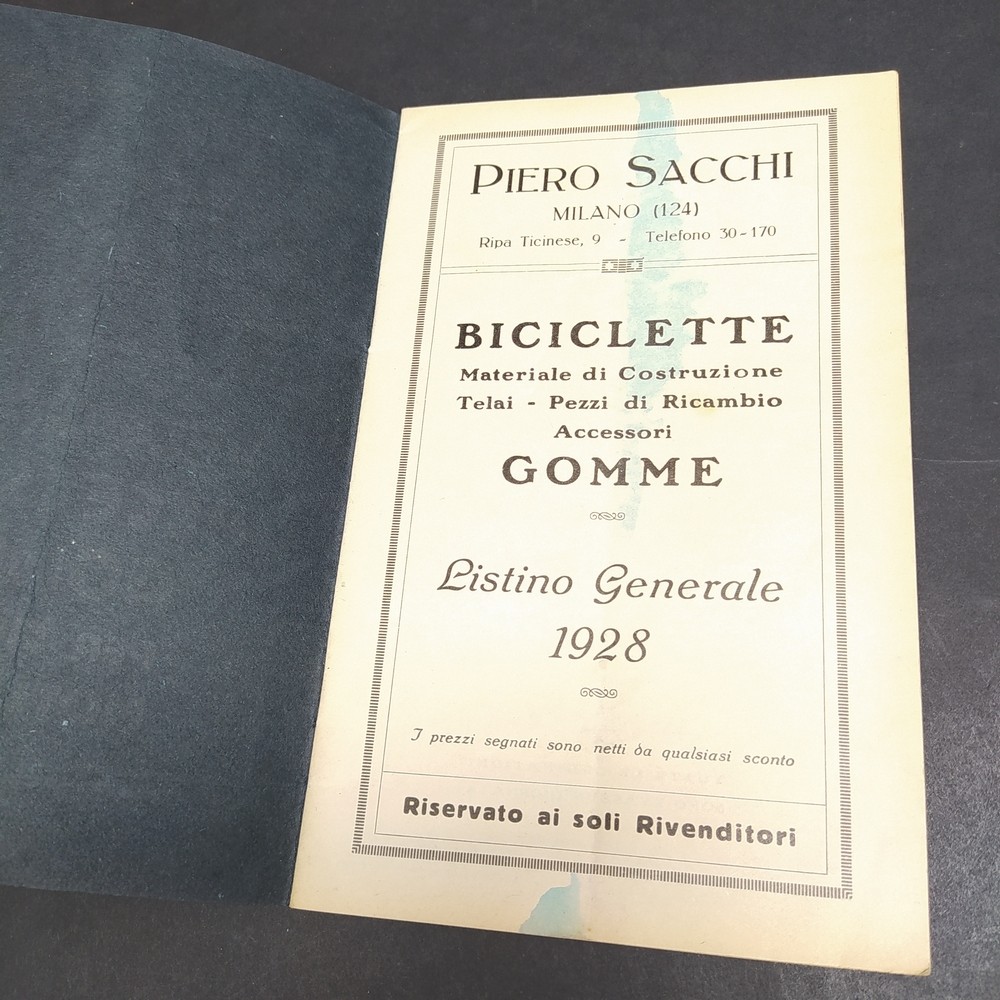 PIERO SACCHI
MILANO (124)
Ripa Ticinese, 9 - Telefono 30-170
BICICLETTE
Materiale di Costruzione
Telai - Pezzi di Ricambio
Accessori
GOMME
Listino Generale
1928
I prezzi segnati sono netti da qualsiasi sconto
Riservato ai soli Rivenditori